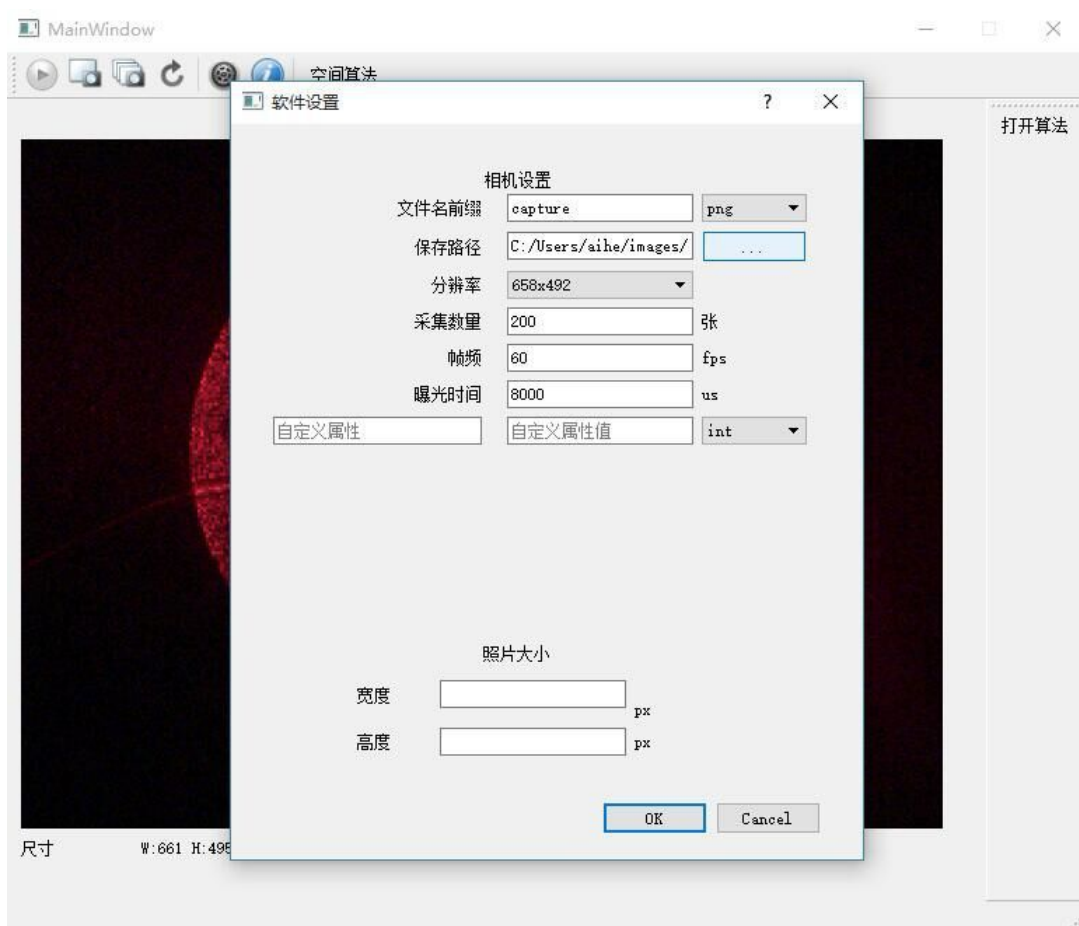 MainWindow
空间算法
软件设置 ?
打开算法
相机设置
文件名前缀 capture png
保存路径 C:/Users/aihe/images/ ...
分辨率 658x492
采集数量 200 张
帧频 60 fps
曝光时间 8000 us
自定义属性 自定义属性值 int
照片大小
宽度 px
高度 px
OK Cancel
尺寸 W:661 H:495